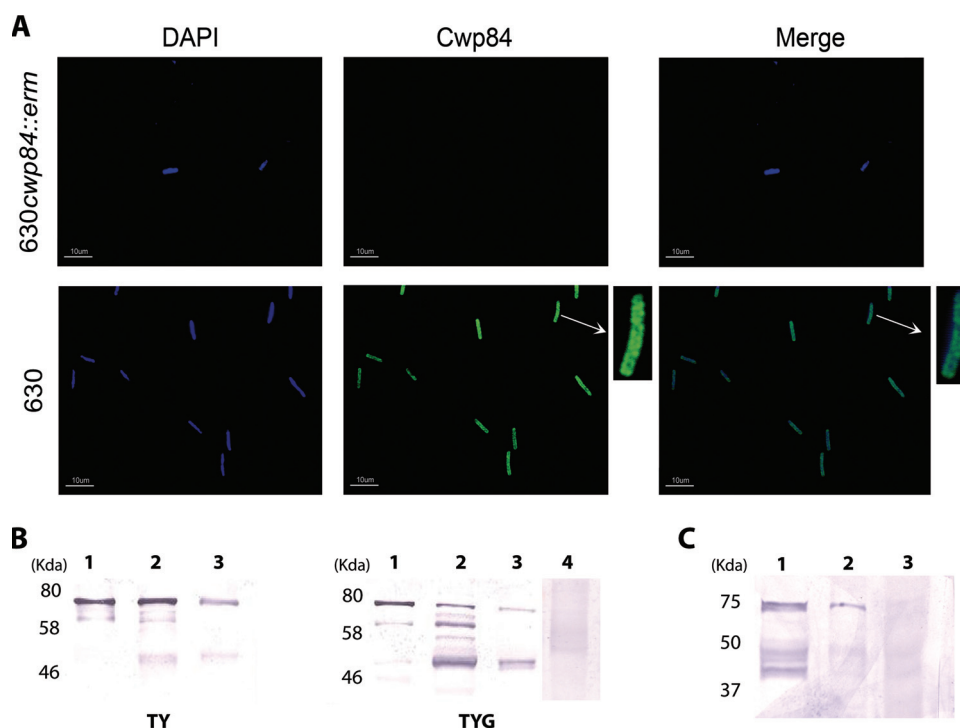 A
DAPI
Cwp84
Merge
630cwp84::erm
10um
10um
10um
630
10um
10um
10um
B
(Kda)
1
2
3
80
58
46
TY
(Kda)
1
2
3
4
80
58
46
TYG
C
(Kda)
1
2
3
75
50
37